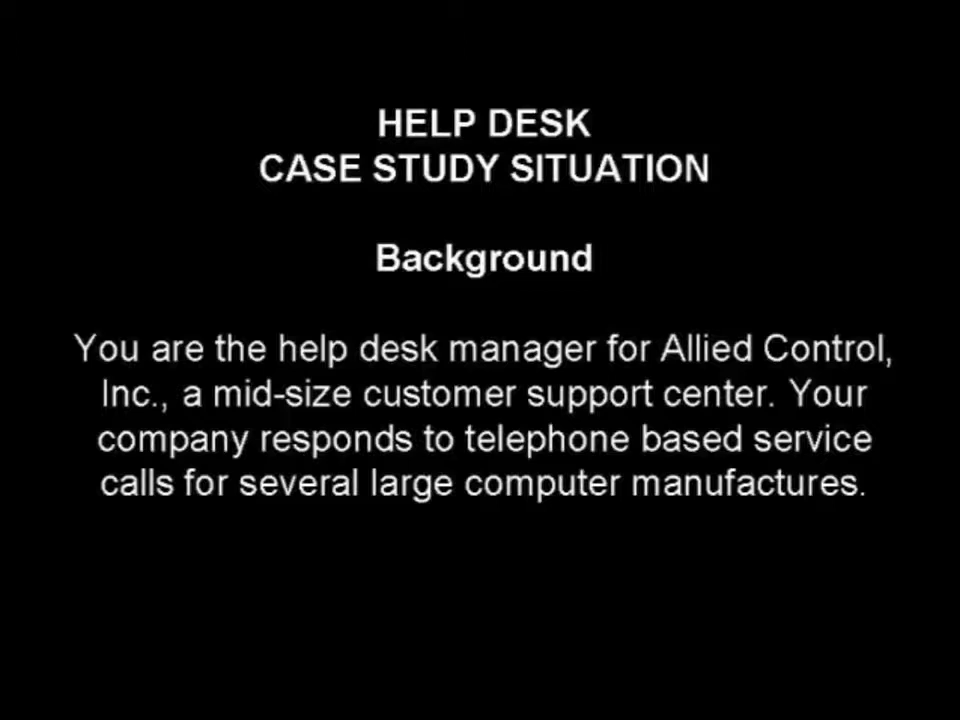 HELP DESK
CASE STUDY SITUATION
Background
You are the help desk manager for Allied Control,
Inc., a mid-size customer support center. Your
company responds to telephone based service
calls for several large computer manufactures.